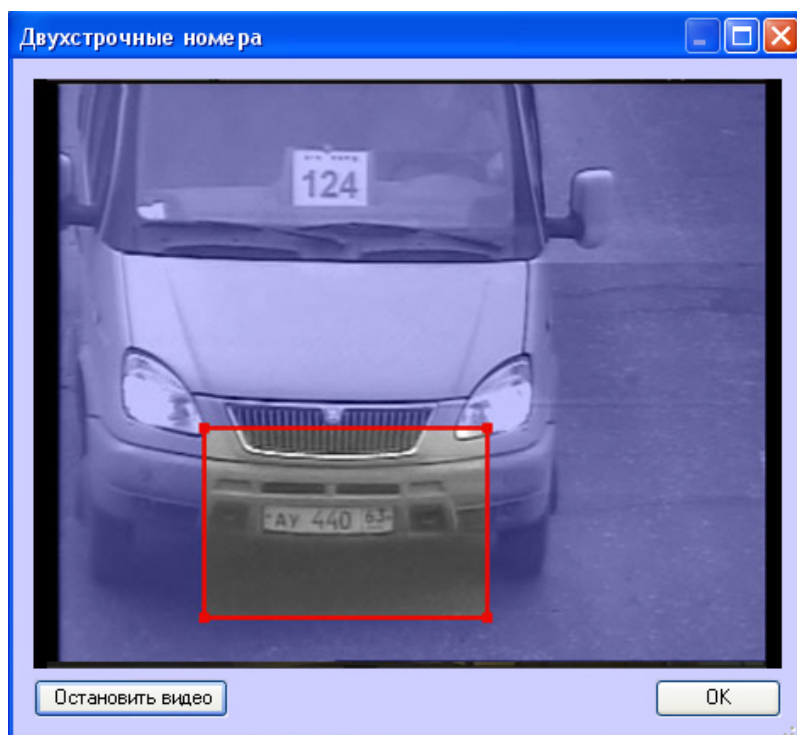 Двухстрочные номера
124
АУ 440 63
Остановить видео
OK